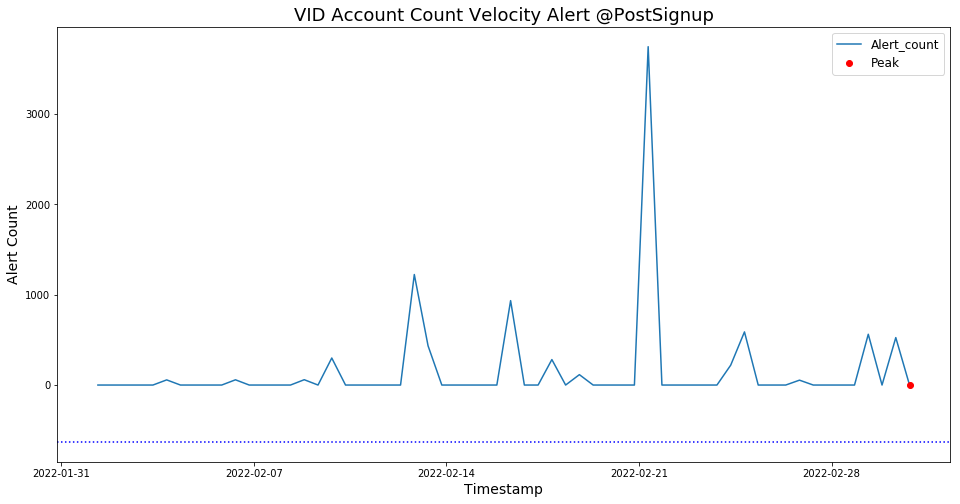 VID Account Count Velocity Alert @PostSignup
Alert_count
Peak
3000
2000
1000
0
Alert Count
2022-01-31
2022-02-07
2022-02-14
2022-02-21
2022-02-28
Timestamp